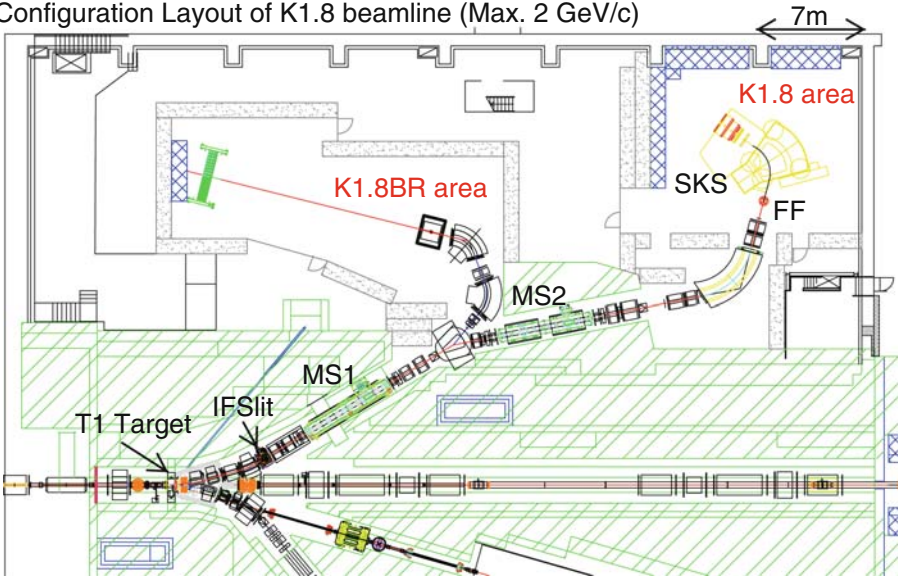 Configuration Layout of K1.8 beamline (Max. 2 GeV/c)
7m
K1.8 area
K1.8BR area
SKS
FF
MS2
MS1
IFSlit
T1 Target